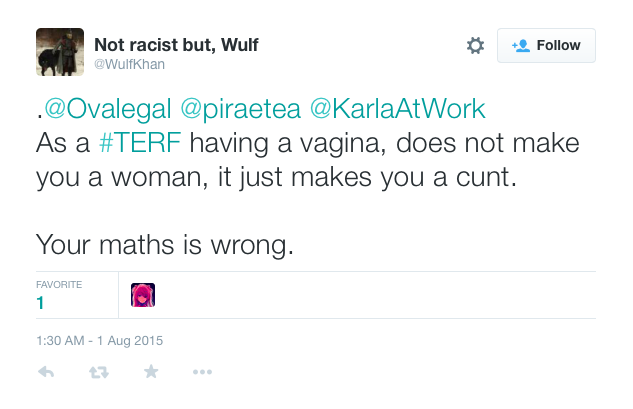 Not racist but, Wulf
@WulfKhan
Follow
.@Ovalegal @piraetea @KarlaAtWork
As a #TERF having a vagina, does not make
you a woman, it just makes you a cunt.
Your maths is wrong.
FAVORITE
1
1:30 AM - 1 Aug 2015